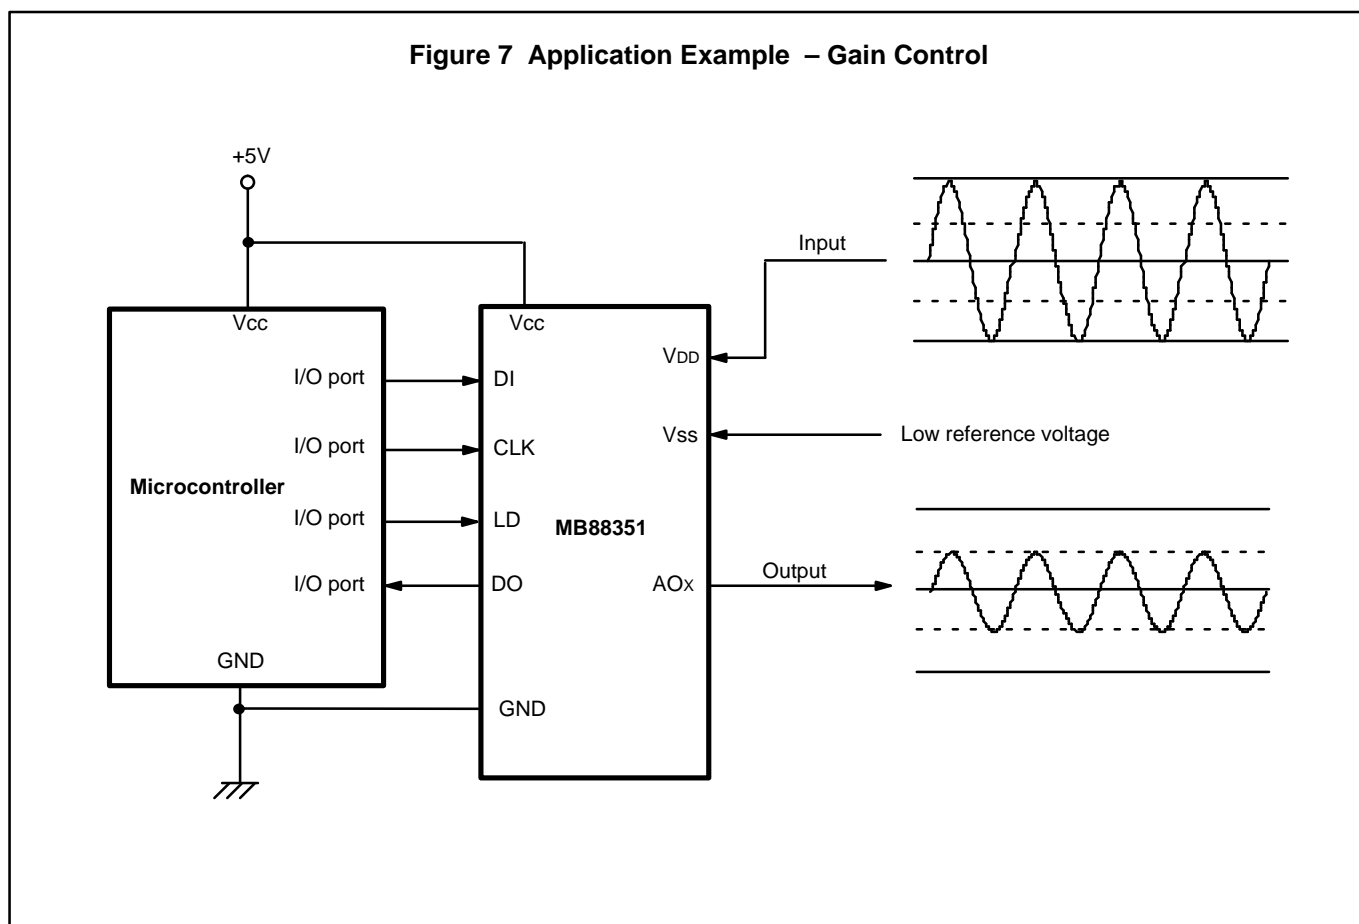 Figure 7 Application Example – Gain Control
+5V
Input
Vcc
Vcc
VDD
I/O port
DI
Vss
Low reference voltage
I/O port
CLK
Microcontroller
I/O port
LD
MB88351
I/O port
DO
AOx
Output
GND
GND